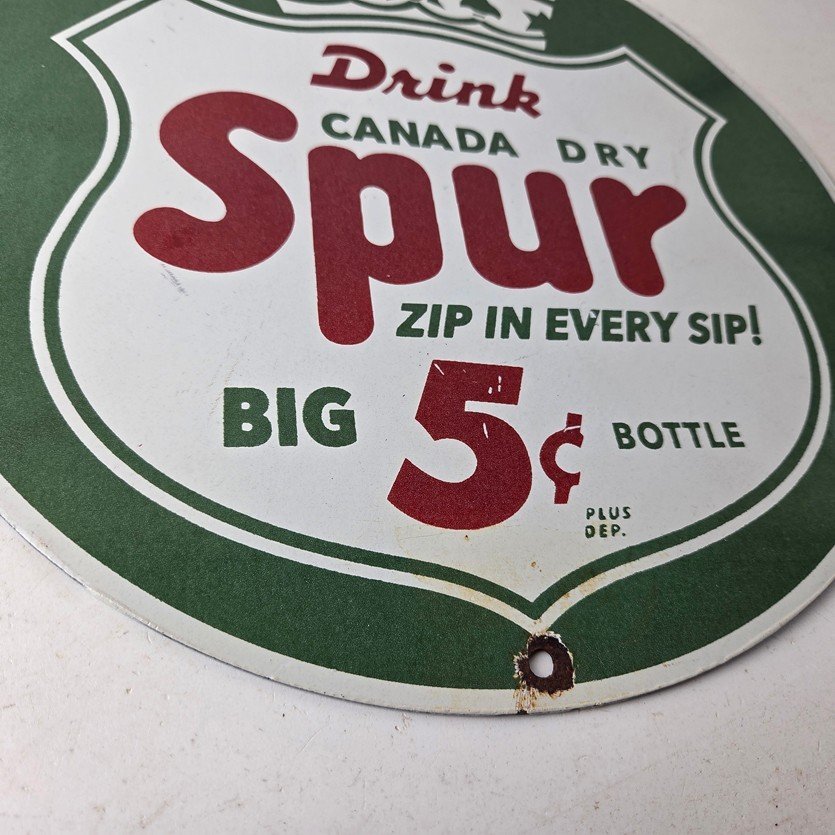 Drink
CANADA DRY
Spur
ZIP IN EVERY SIP!
BIG 5¢ BOTTLE
PLUS
DEP.